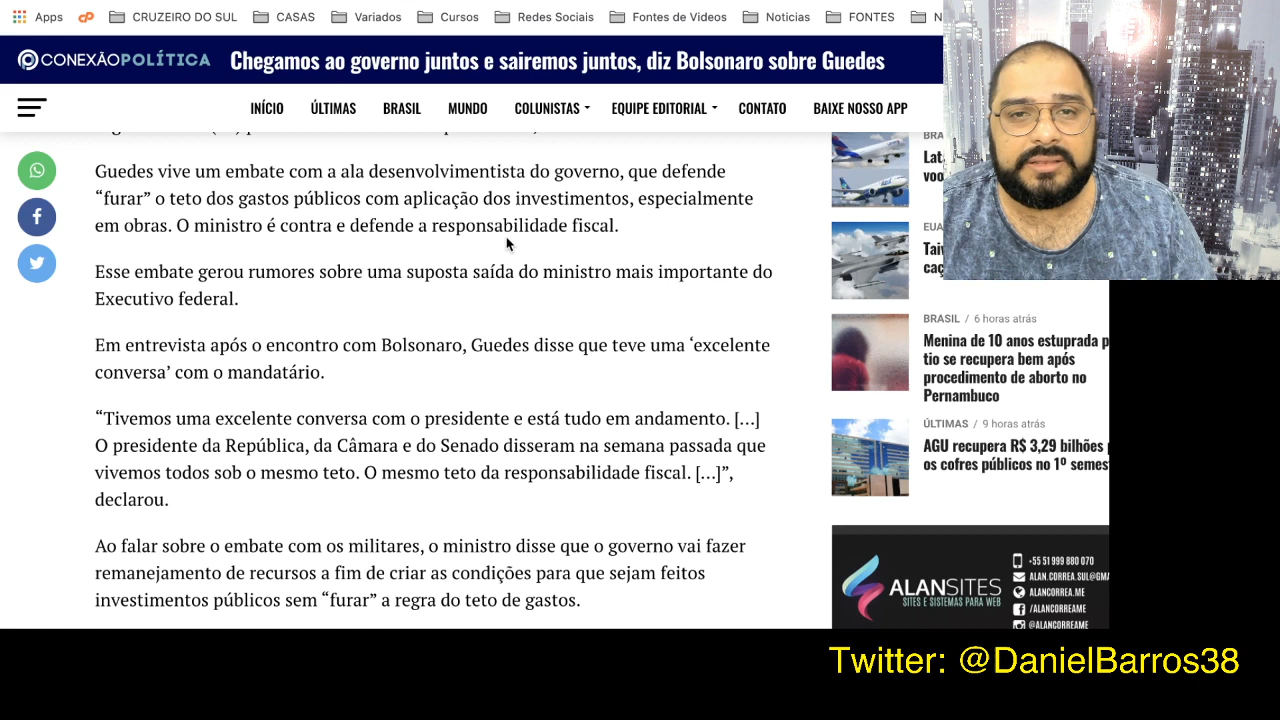 Apps
CRUZEIRO DO SUL
CASAS
Variados
Cursos
Redes Sociais
Fontes de Videos
Noticias
FONTES
N
CONEXÃOPOLÍTICA
Chegamos ao governo juntos e sairemos juntos, diz Bolsonaro sobre Guedes
INÍCIO
ÚLTIMAS
BRASIL
MUNDO
COLUNISTAS
EQUIPE EDITORIAL
CONTATO
BAIXE NOSSO APP
Guedes vive um embate com a ala desenvolvimentista do governo, que defende
“furar” o teto dos gastos públicos com aplicação dos investimentos, especialmente
em obras. O ministro é contra e defende a responsabilidade fiscal.
Esse embate gerou rumores sobre uma suposta saída do ministro mais importante do
Executivo federal.
Em entrevista após o encontro com Bolsonaro, Guedes disse que teve uma ‘excelente
conversa’ com o mandatário.
“Tivemos uma excelente conversa com o presidente e está tudo em andamento. […]
O presidente da República, da Câmara e do Senado disseram na semana passada que
vivemos todos sob o mesmo teto. O mesmo teto da responsabilidade fiscal. […]”,
declarou.
Ao falar sobre o embate com os militares, o ministro disse que o governo vai fazer
remanejamento de recursos a fim de criar as condições para que sejam feitos
investimentos públicos sem “furar” a regra do teto de gastos.
BRA
Lat
voo
EUA
Taiv
caç
BRASIL / 6 horas atrás
Menina de 10 anos estuprada p
tio se recupera bem após
procedimento de aborto no
Pernambuco
ÚLTIMAS / 9 horas atrás
AGU recupera R$ 3,29 bilhões
os cofres públicos no 1º semes
ALANSITES
SITES E SISTEMAS PARA WEB
+55 51 999 880 070
ALAN.CORREA.SUL@GMA
ALANCORREA.ME
/ALANCORREAME
@ALANCORREAME
Twitter: @DanielBarros38